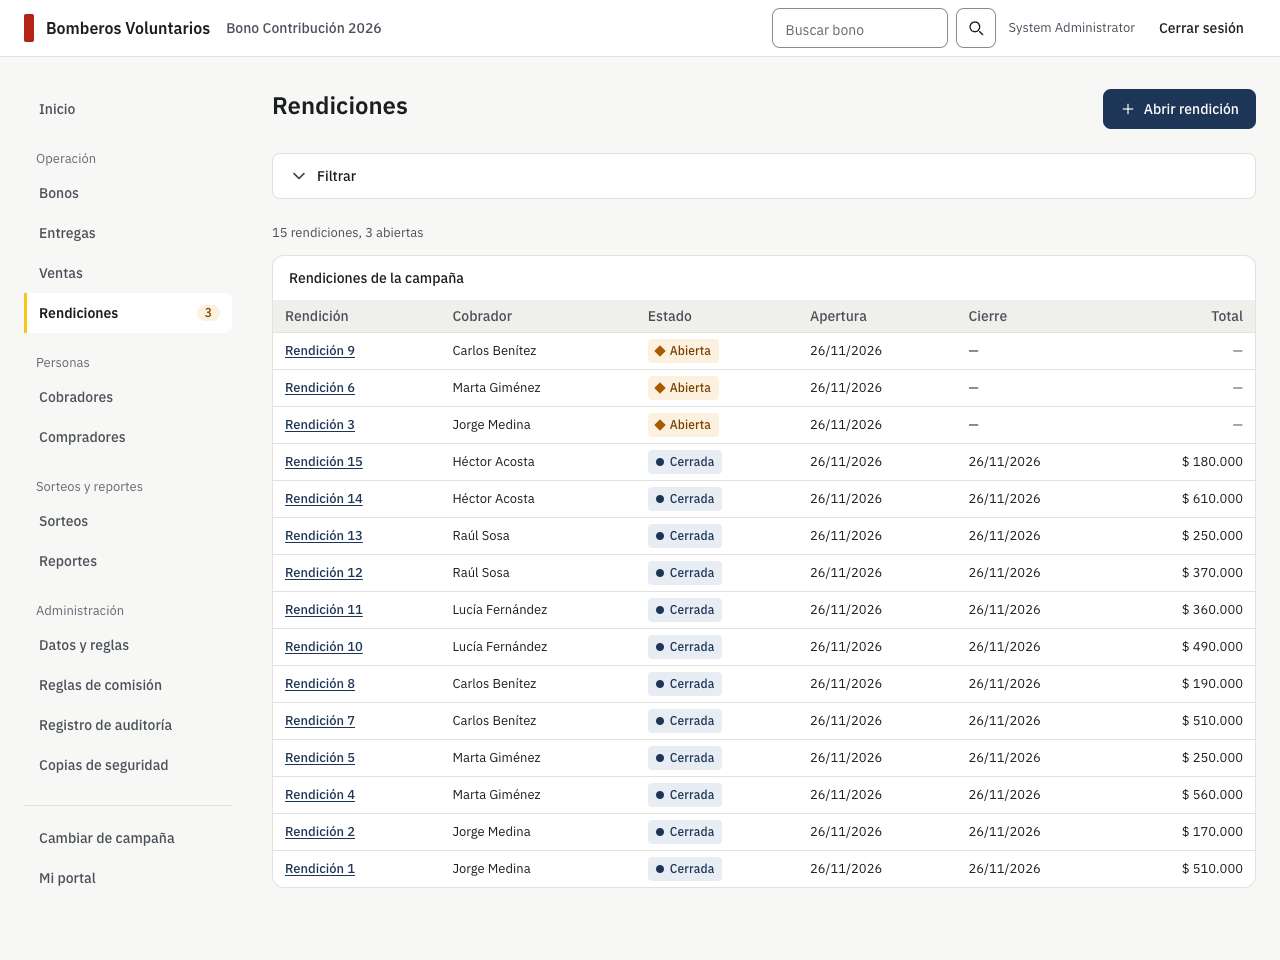 Bomberos Voluntarios Bono Contribución 2026 Buscar bono System Administrator Cerrar sesión
Inicio
Operación
Bonos
Entregas
Ventas
Rendiciones 3
Personas
Cobradores
Compradores
Sorteos y reportes
Sorteos
Reportes
Administración
Datos y reglas
Reglas de comisión
Registro de auditoría
Copias de seguridad
Cambiar de campaña
Mi portal
Rendiciones
+ Abrir rendición
Filtrar
15 rendiciones, 3 abiertas
Rendiciones de la campaña
Rendición Cobrador Estado Apertura Cierre Total
Rendición 9 Carlos Benítez Abierta 26/11/2026 — —
Rendición 6 Marta Giménez Abierta 26/11/2026 — —
Rendición 3 Jorge Medina Abierta 26/11/2026 — —
Rendición 15 Héctor Acosta Cerrada 26/11/2026 26/11/2026 $ 180.000
Rendición 14 Héctor Acosta Cerrada 26/11/2026 26/11/2026 $ 610.000
Rendición 13 Raúl Sosa Cerrada 26/11/2026 26/11/2026 $ 250.000
Rendición 12 Raúl Sosa Cerrada 26/11/2026 26/11/2026 $ 370.000
Rendición 11 Lucía Fernández Cerrada 26/11/2026 26/11/2026 $ 360.000
Rendición 10 Lucía Fernández Cerrada 26/11/2026 26/11/2026 $ 490.000
Rendición 8 Carlos Benítez Cerrada 26/11/2026 26/11/2026 $ 190.000
Rendición 7 Carlos Benítez Cerrada 26/11/2026 26/11/2026 $ 510.000
Rendición 5 Marta Giménez Cerrada 26/11/2026 26/11/2026 $ 250.000
Rendición 4 Marta Giménez Cerrada 26/11/2026 26/11/2026 $ 560.000
Rendición 2 Jorge Medina Cerrada 26/11/2026 26/11/2026 $ 170.000
Rendición 1 Jorge Medina Cerrada 26/11/2026 26/11/2026 $ 510.000